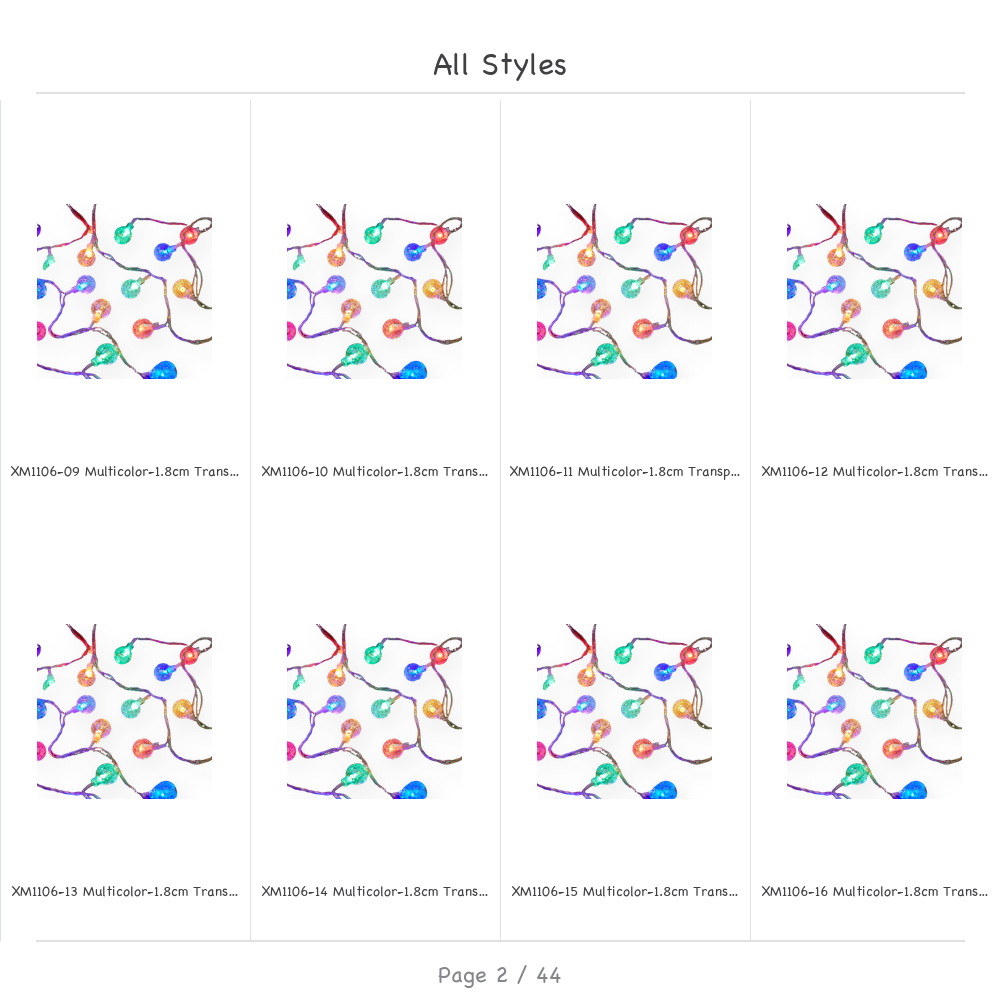 All Styles
XM1106-09 Multicolor-1.8cm Trans...
XM1106-10 Multicolor-1.8cm Trans...
XM1106-11 Multicolor-1.8cm Transp...
XM1106-12 Multicolor-1.8cm Trans...
XM1106-13 Multicolor-1.8cm Trans...
XM1106-14 Multicolor-1.8cm Trans...
XM1106-15 Multicolor-1.8cm Trans...
XM1106-16 Multicolor-1.8cm Trans...
Page 2 / 44